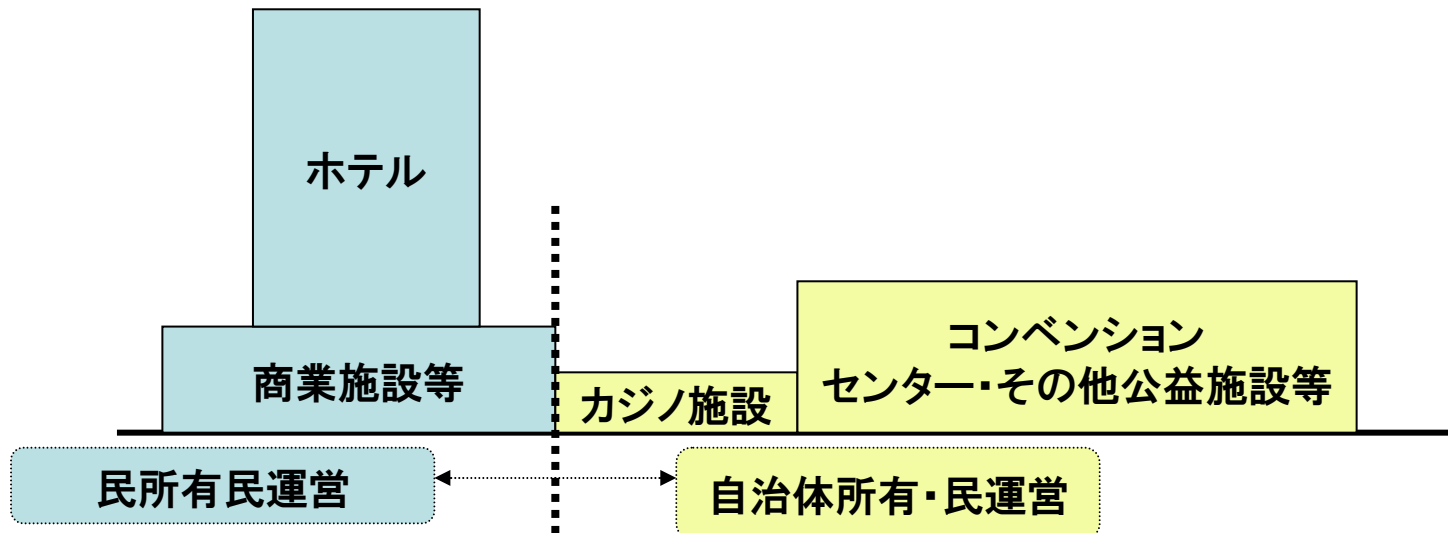 ホテル
商業施設等
カジノ施設
コンベンション
センター・その他公益施設等
民所有民運営
自治体所有・民運営